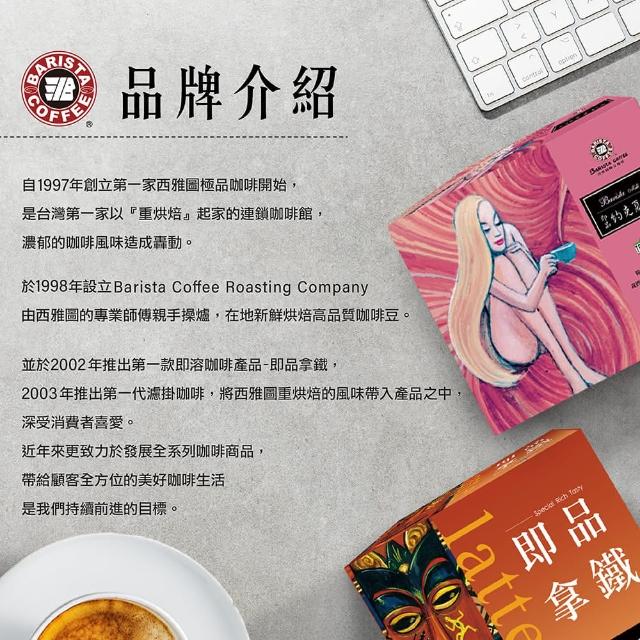 BARISTA
COFFEE
®
品牌介紹
自1997年創立第一家西雅圖極品咖啡開始，
是台灣第一家以『重烘焙』起家的連鎖咖啡館，
濃郁的咖啡風味造成轟動。
於1998年設立Barista Coffee Roasting Company
由西雅圖的專業師傅親手操爐，在地新鮮烘焙高品質咖啡豆。
並於2002年推出第一款即溶咖啡產品-即品拿鐵，
2003年推出第一代濾掛咖啡，將西雅圖重烘焙的風味帶入產品之中，
深受消費者喜愛。
近年來更致力於發展全系列咖啡商品，
帶給顧客全方位的美好咖啡生活
是我們持續前進的目標。
fn
control
option
Barista coffee
Special Rich Tasty
latte
即品
拿鐵